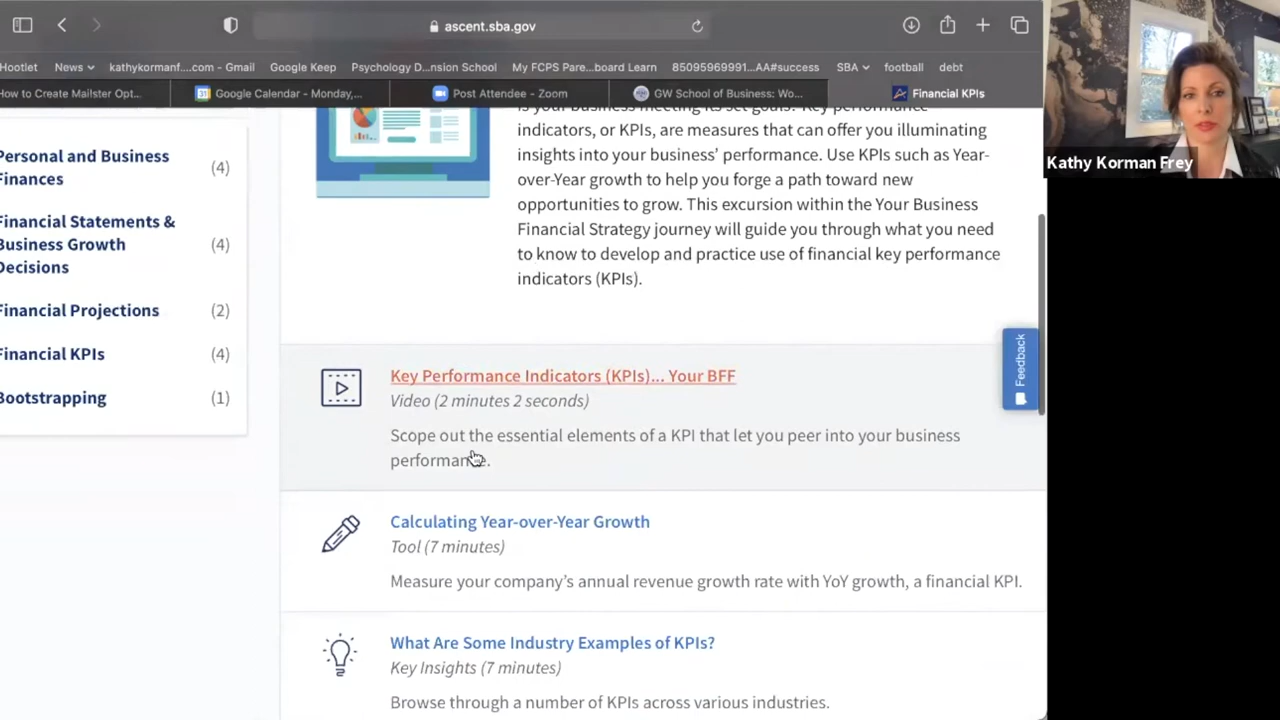 ascent.sba.gov
Hootlet News kathykormanf....com - Gmail Google Keep Psychology D...nsion School My FCPS Pare...board Learn 85095969991...AA#success SBA football debt
How to Create Mailster Opt... Google Calendar - Monday,... Post Attendee - Zoom GW School of Business: Wo... Financial KPIs
Kathy Korman Frey
Personal and Business
Finances
(4)
Financial Statements &
Business Growth
Decisions
(4)
Financial Projections (2)
Financial KPIs (4)
Bootstrapping (1)
is your business meeting its set goals? Key performance
indicators, or KPIs, are measures that can offer you illuminating
insights into your business' performance. Use KPIs such as Year-
over-Year growth to help you forge a path toward new
opportunities to grow. This excursion within the Your Business
Financial Strategy journey will guide you through what you need
to know to develop and practice use of financial key performance
indicators (KPIs).
Feedback
Key Performance Indicators (KPIs)... Your BFF
Video (2 minutes 2 seconds)
Scope out the essential elements of a KPI that let you peer into your business
performance.
Calculating Year-over-Year Growth
Tool (7 minutes)
Measure your company's annual revenue growth rate with YoY growth, a financial KPI.
What Are Some Industry Examples of KPIs?
Key Insights (7 minutes)
Browse through a number of KPIs across various industries.